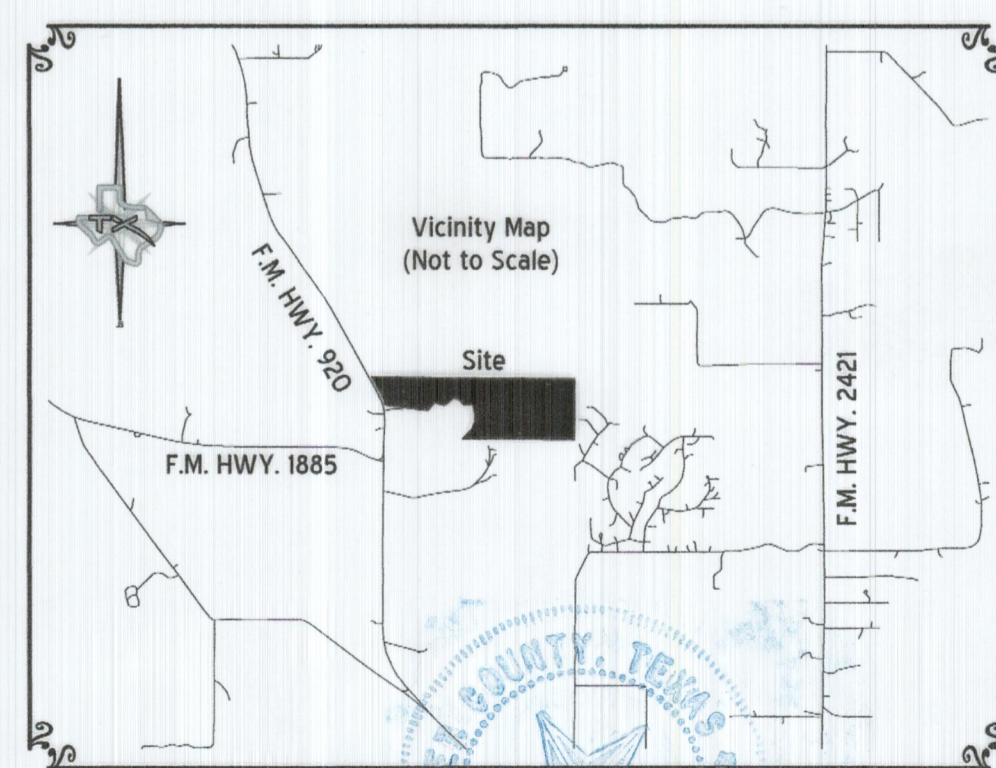 Vicinity Map
(Not to Scale)
TX
F.M. HWY. 920
Site
F.M. HWY. 1885
F.M. HWY. 2421
COUNTY, TEXAS